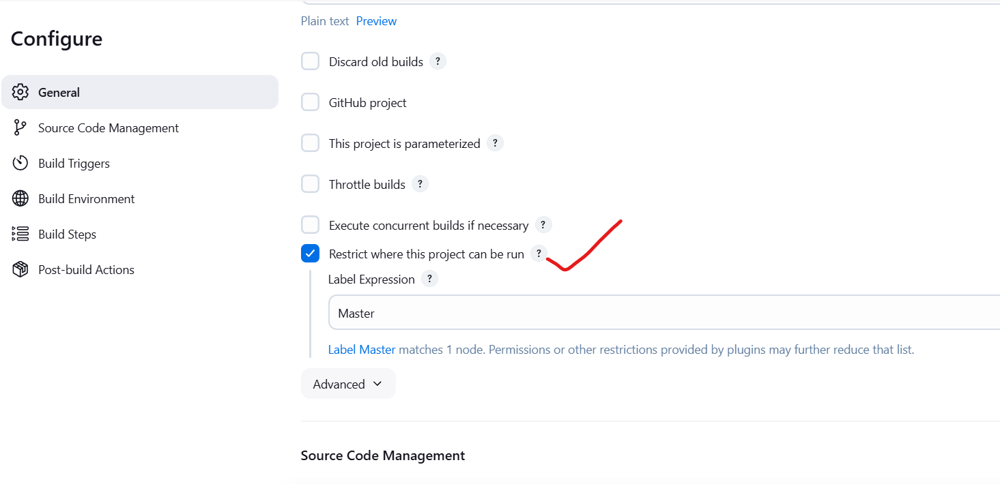 Configure
General
Source Code Management
Build Triggers
Build Environment
Build Steps
Post-build Actions
Plain text Preview
Discard old builds ?
GitHub project
This project is parameterized ?
Throttle builds ?
Execute concurrent builds if necessary ?
Restrict where this project can be run ?
Label Expression ?
Master
Label Master matches 1 node. Permissions or other restrictions provided by plugins may further reduce that list.
Advanced
Source Code Management